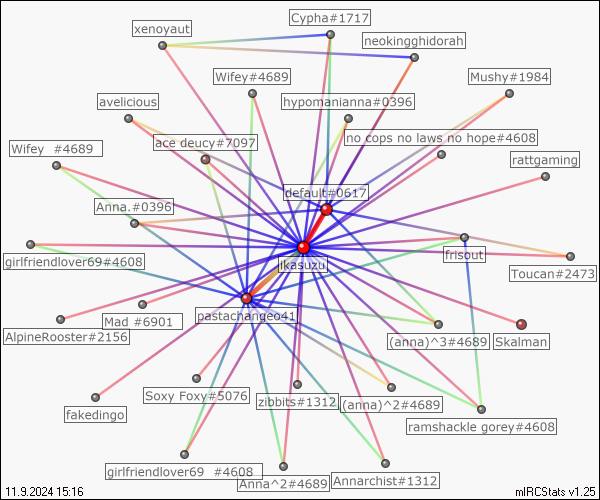 Cypha#1717
xenoyaut
neokingghidorah
Wifey#4689
Mushy#1984
avelicious
hypomanianna#0396
ace deucy#7097
no cops no laws no hope#4608
Wifey  #4689
rattgaming
default#0617
Anna.#0396
frisout
girlfriendlover69#4608
ikasuzu
Toucan#2473
pastachangeo41
Mad #6901
AlpineRooster#2156
(anna)^3#4689
Skalman
Soxy Foxy#5076
zibbits#1312
(anna)^2#4689
fakedingo
ramshackle gorey#4608
girlfriendlover69  #4608
Anna^2#4689
Annarchist#1312
11.9.2024 15:16
mIRCStats v1.25